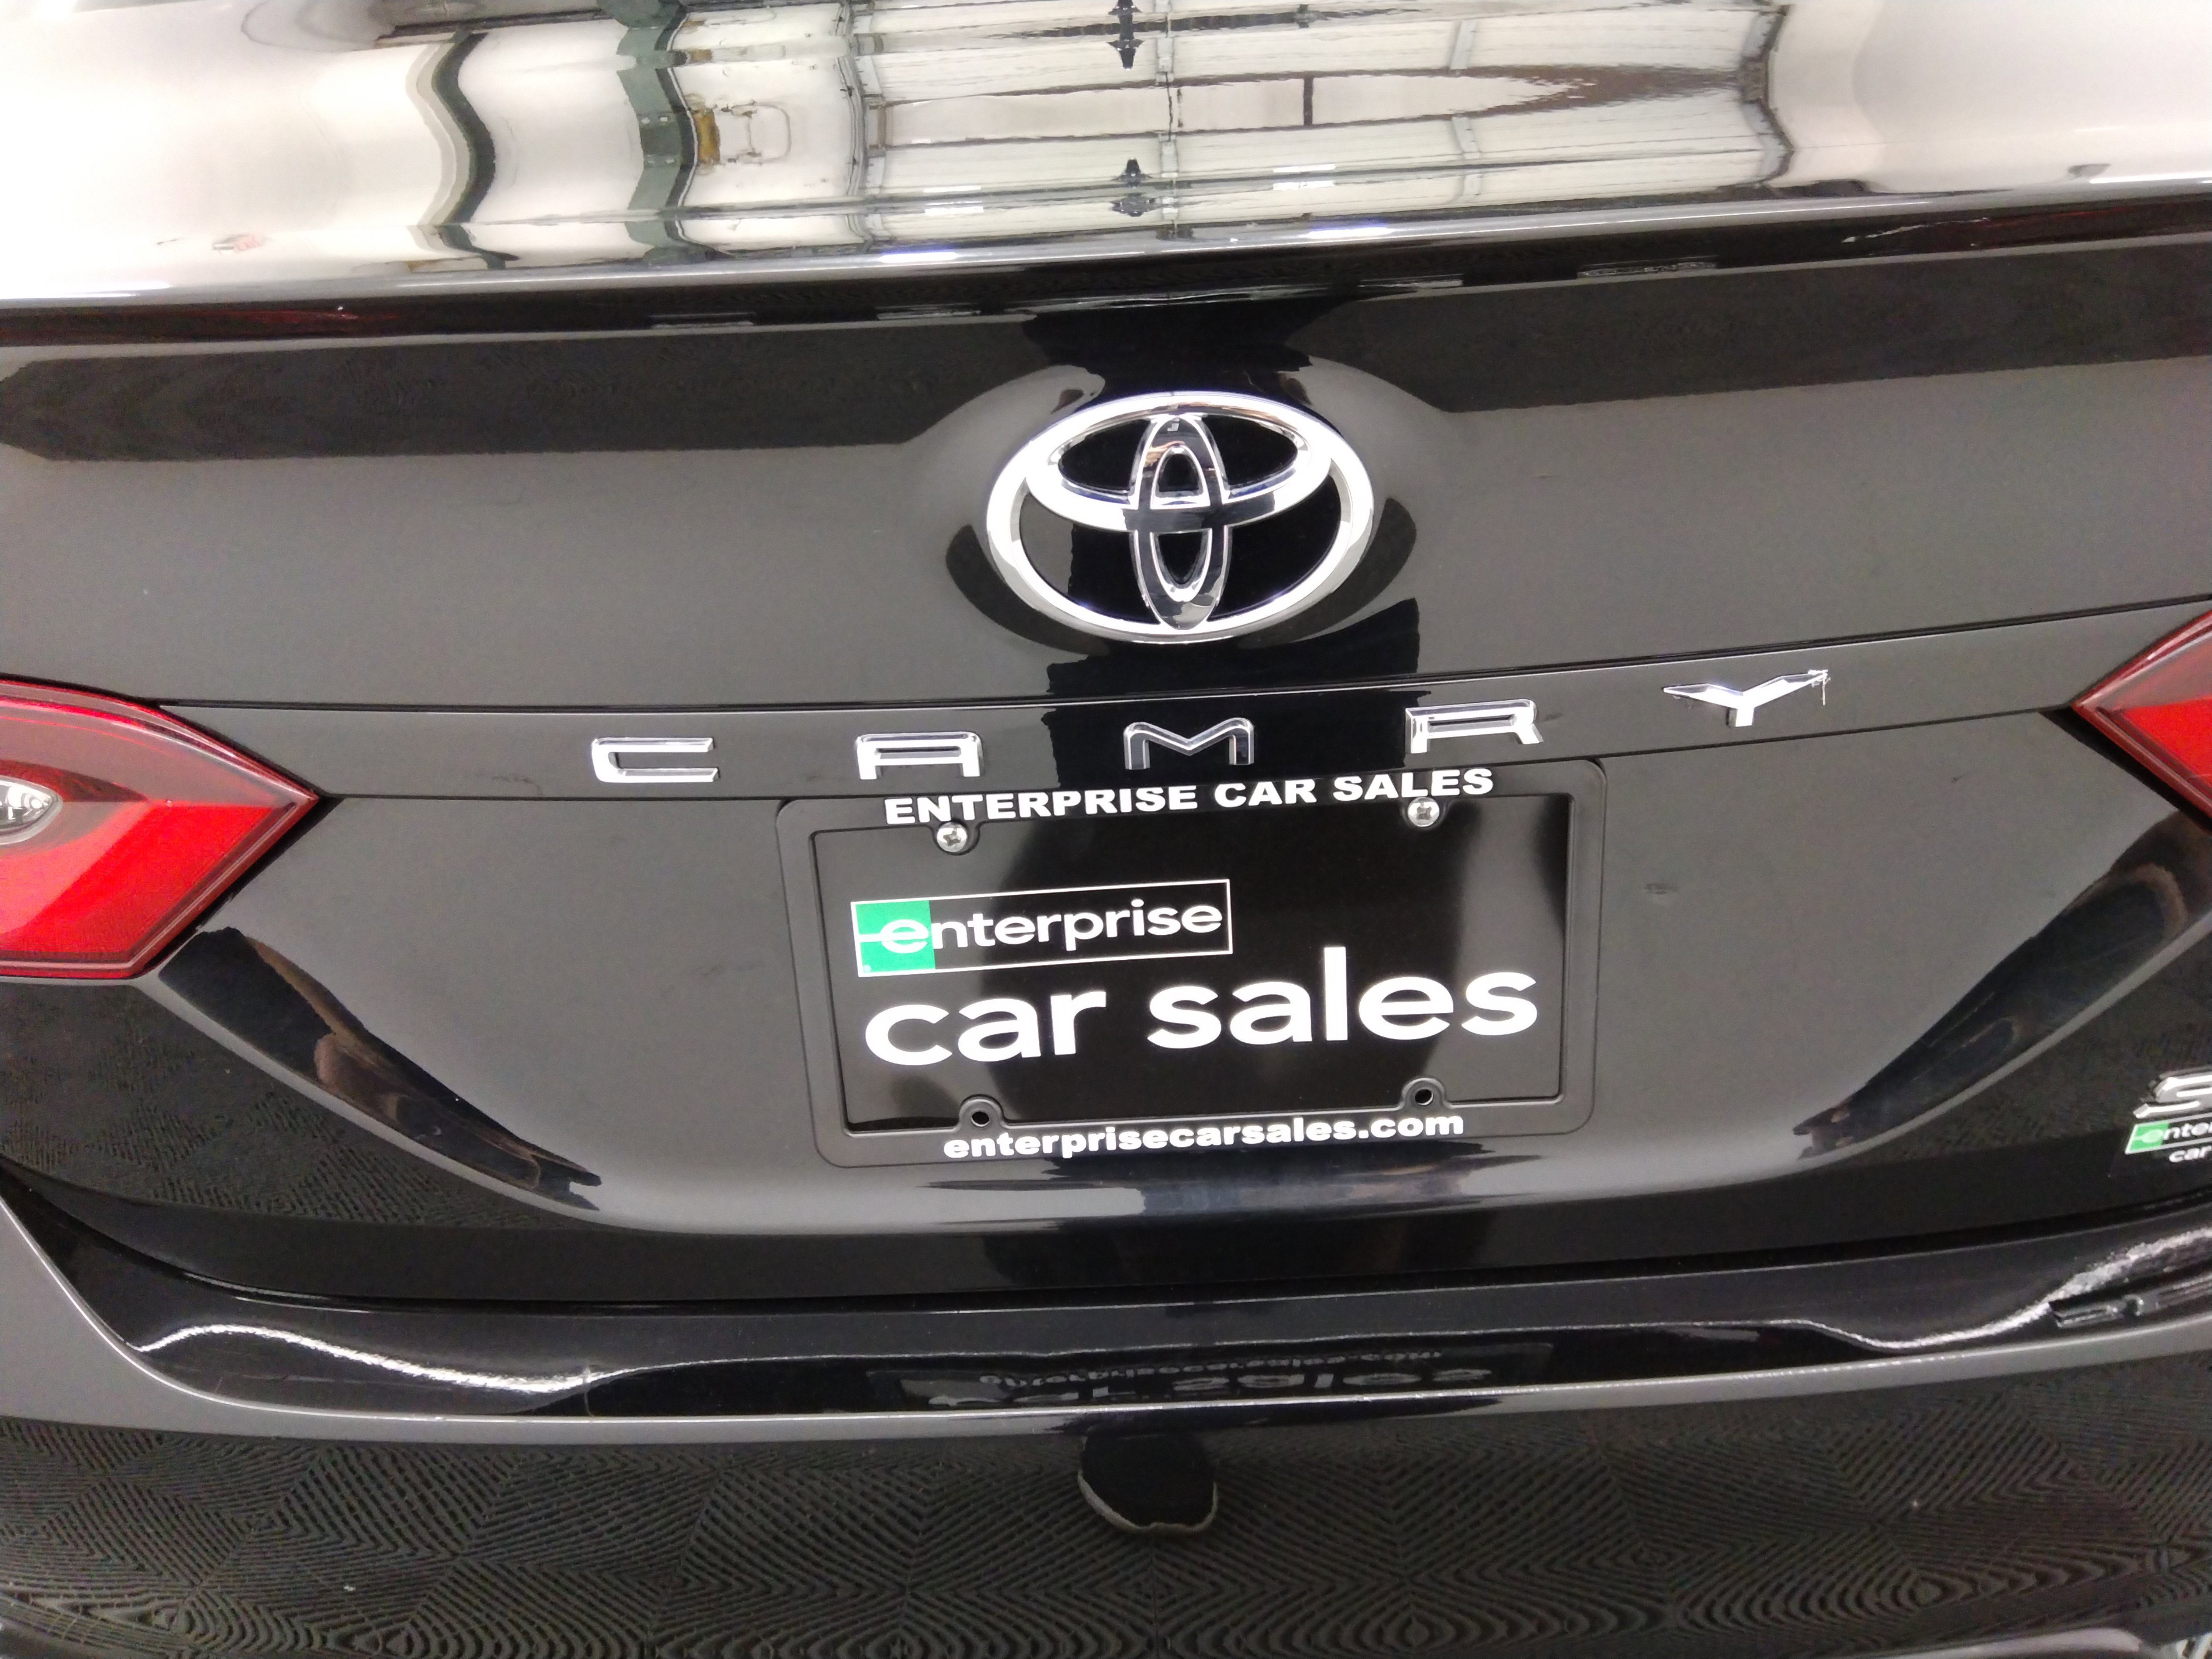 CAMRY
ENTERPRISE CAR SALES
enterprise
car sales
enterprisecarsales.com